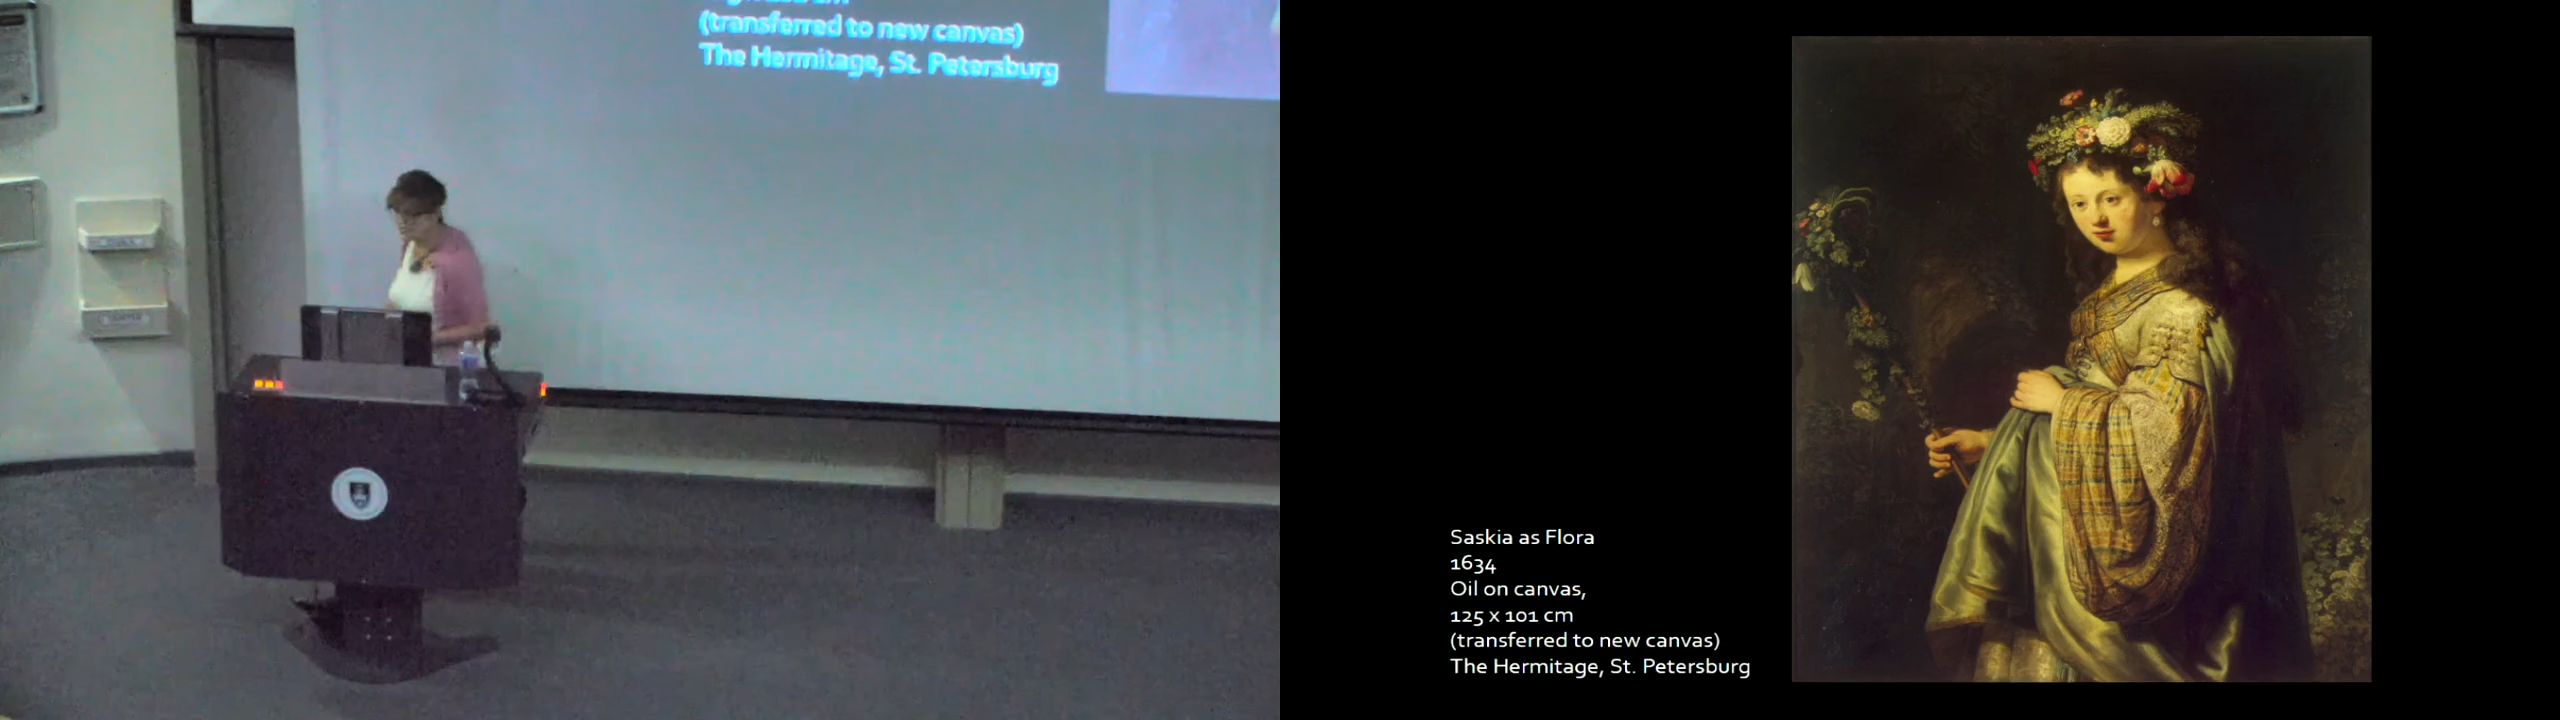 (transferred to new canvas)
The Hermitage, St. Petersburg
Saskia as Flora
1634
Oil on canvas,
125 x 101 cm
(transferred to new canvas)
The Hermitage, St. Petersburg